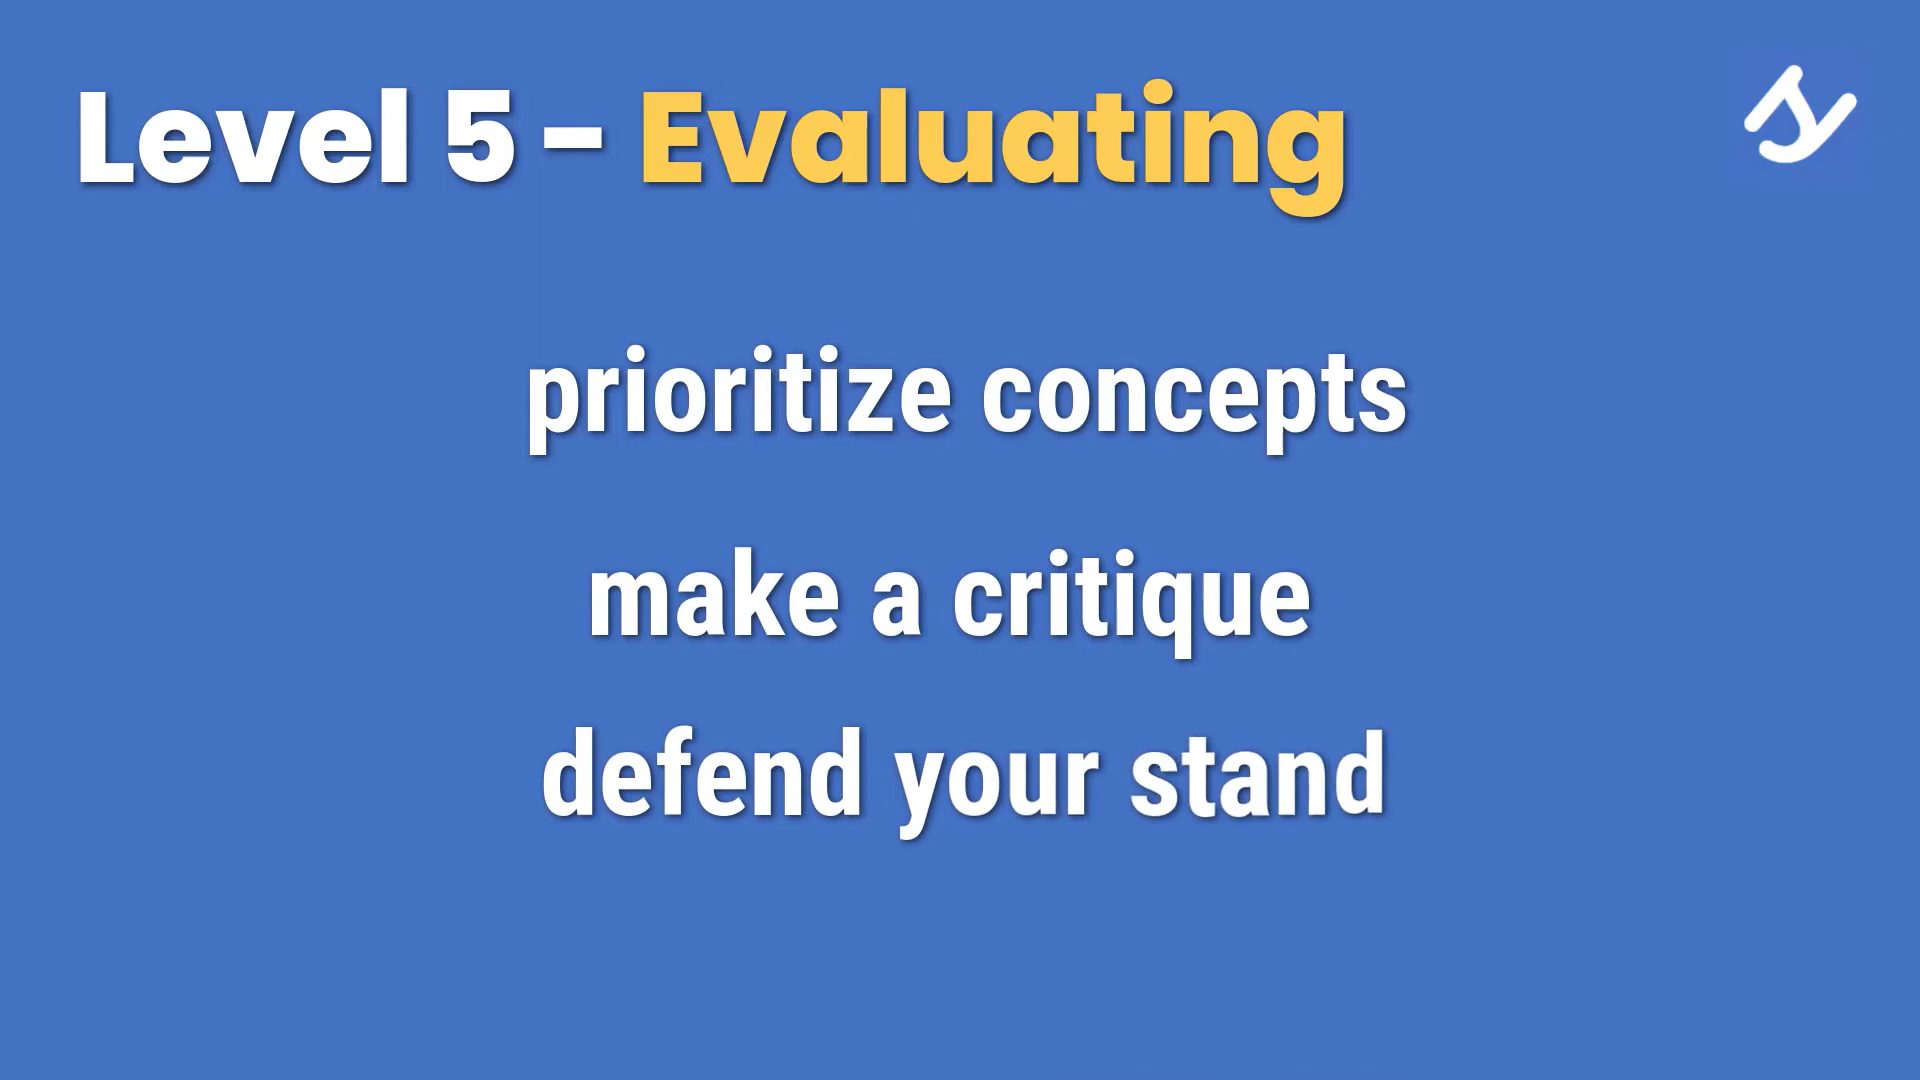 Level 5 - Evaluating
prioritize concepts
make a critique
defend your stand